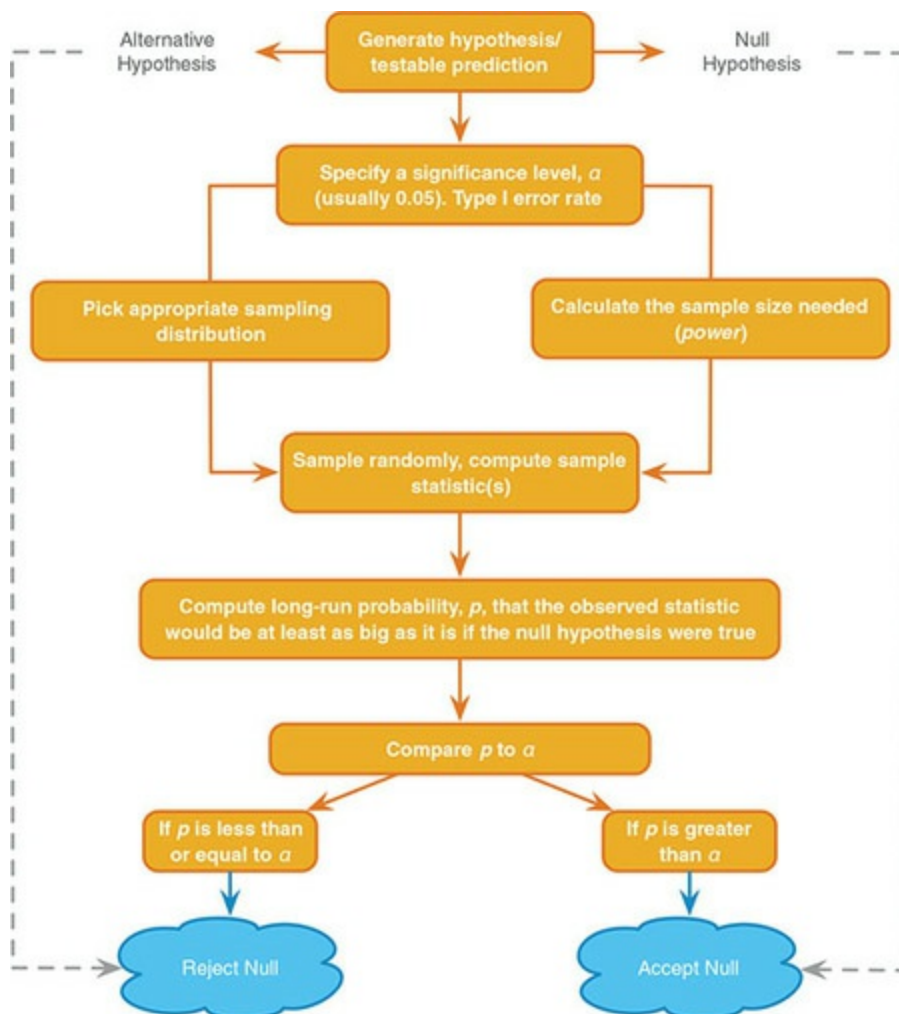 Alternative
Hypothesis
Generate hypothesis/
testable prediction
Null
Hypothesis
Specify a significance level, α
(usually 0.05). Type I error rate
Pick appropriate sampling
distribution
Calculate the sample size needed
(power)
Sample randomly, compute sample
statistic(s)
Compute long-run probability, p, that the observed statistic
would be at least as big as it is if the null hypothesis were true
Compare p to α
If p is less than
or equal to α
If p is greater
than α
Reject Null
Accept Null